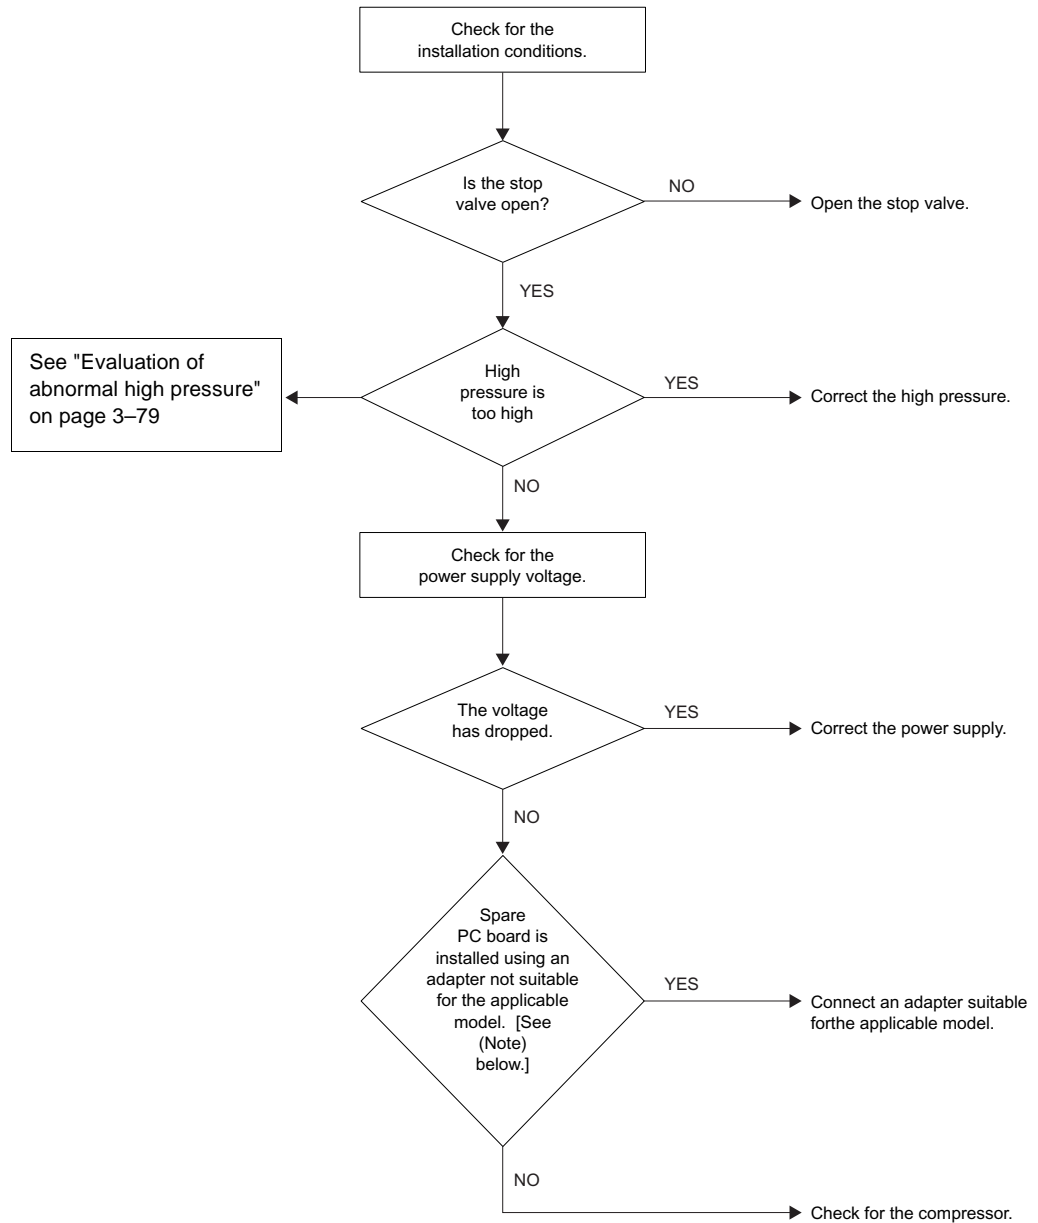 Check for the
installation conditions.
Is the stop
valve open?
NO
Open the stop valve.
YES
See "Evaluation of
abnormal high pressure"
on page 3–79
High
pressure is
too high
YES
Correct the high pressure.
NO
Check for the
power supply voltage.
The voltage
has dropped.
YES
Correct the power supply.
NO
Spare
PC board is
installed using an
adapter not suitable
for the applicable
model. [See
(Note)
below.]
YES
Connect an adapter suitable
forthe applicable model.
NO
Check for the compressor.